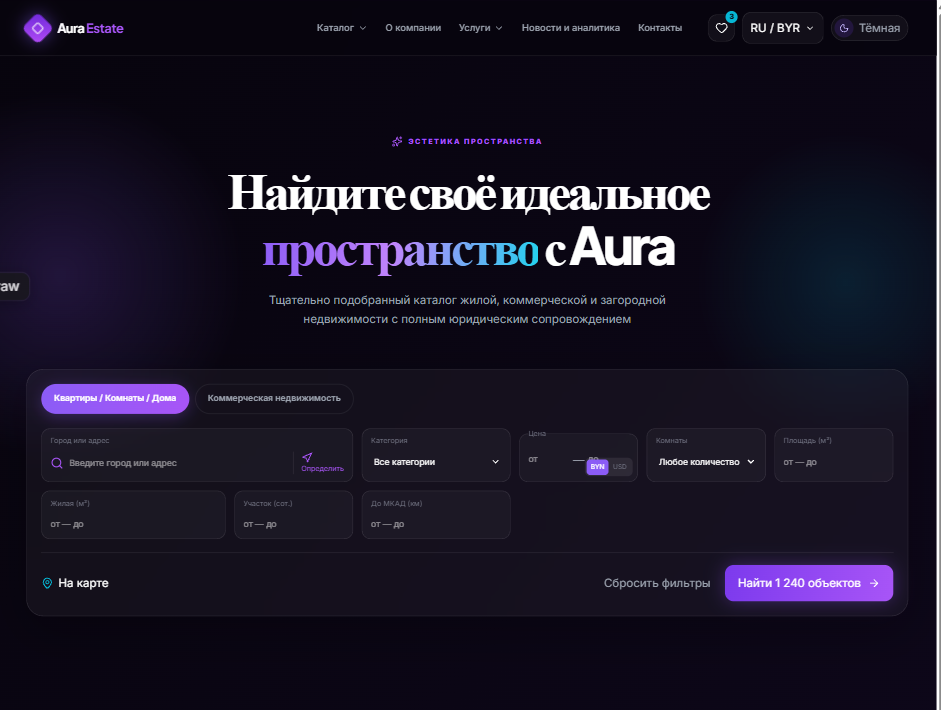 AuraEstate
Каталог
О компании
Услуги
Новости и аналитика
Контакты
3
RU / BYR
Тёмная
ЭСТЕТИКА ПРОСТРАНСТВА
Найдите своё идеальное
пространство с Aura
Тщательно подобранный каталог жилой, коммерческой и загородной
недвижимости с полным юридическим сопровождением
Квартиры / Комнаты / Дома
Коммерческая недвижимость
Город или адрес
Введите город или адрес
Определить
Категория
Все категории
Цена
от — до
BYN USD
Комнаты
Любое количество
Площадь (м²)
от — до
Жилая (м²)
от — до
Участок (сот.)
от — до
До МКАД (км)
от — до
На карте
Сбросить фильтры
Найти 1 240 объектов →